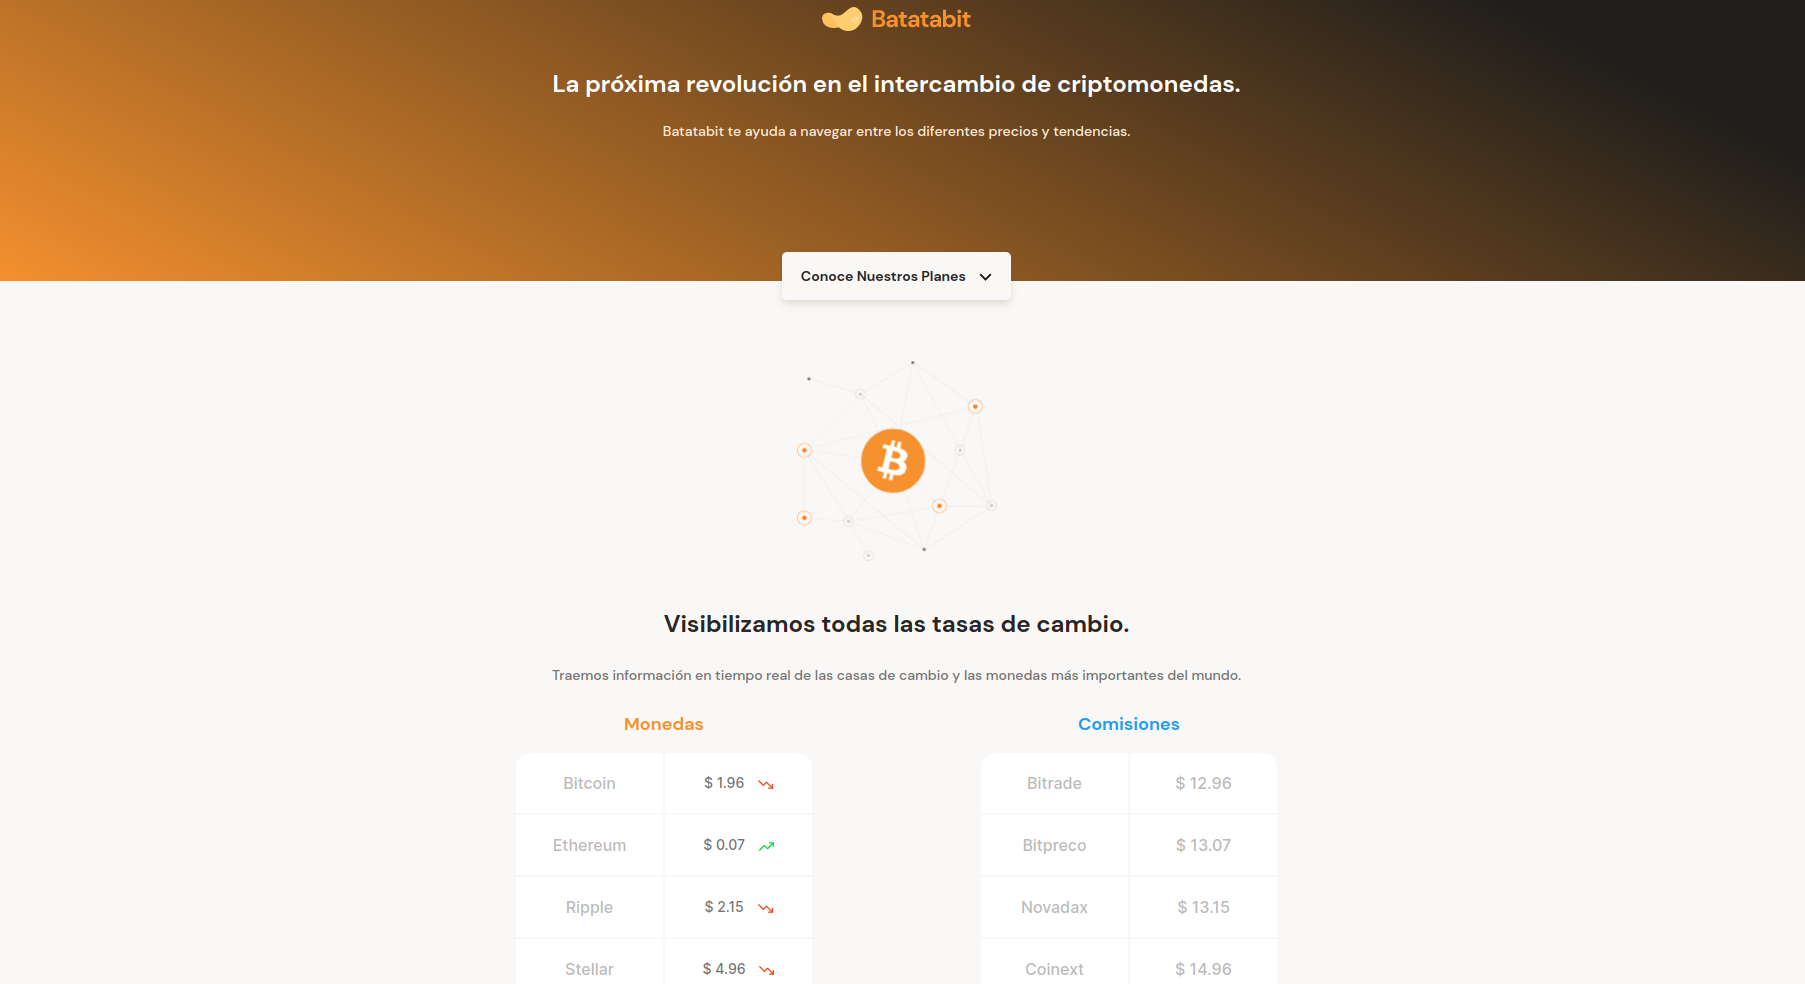 Batatabit
La próxima revolución en el intercambio de criptomonedas.
Batatabit te ayuda a navegar entre los diferentes precios y tendencias.
Conoce Nuestros Planes
Visibilizamos todas las tasas de cambio.
Traemos información en tiempo real de las casas de cambio y las monedas más importantes del mundo.
Monedas
Bitcoin $ 1.96
Ethereum $ 0.07
Ripple $ 2.15
Stellar $ 4.96
Comisiones
Bitrade $ 12.96
Bitpreco $ 13.07
Novadax $ 13.15
Coinext $ 14.96